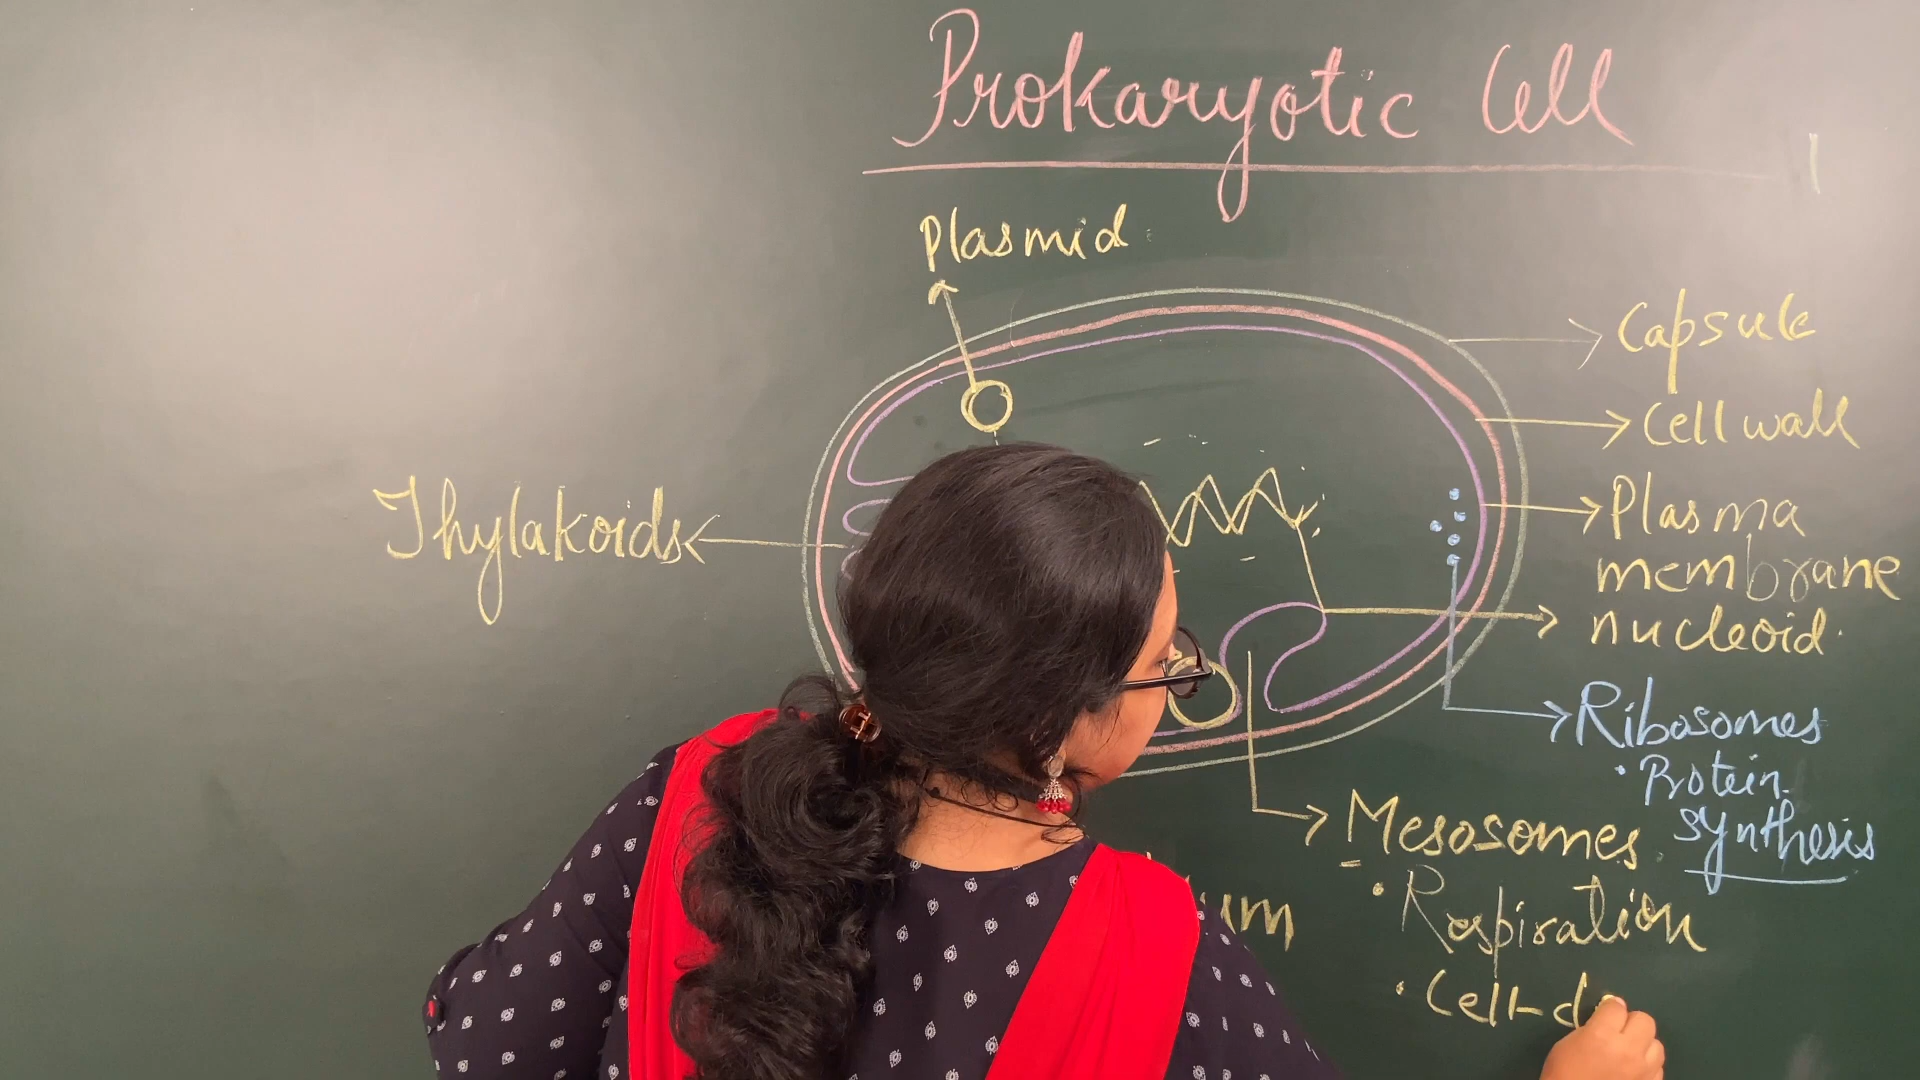 Prokaryotic Cell
Plasmid
Capsule
Cell wall
Plasma
membrane
Thylakoids
nucleoid
Ribosomes
• Protein
synthesis
Mesosomes
• Respiration
• Cell-d